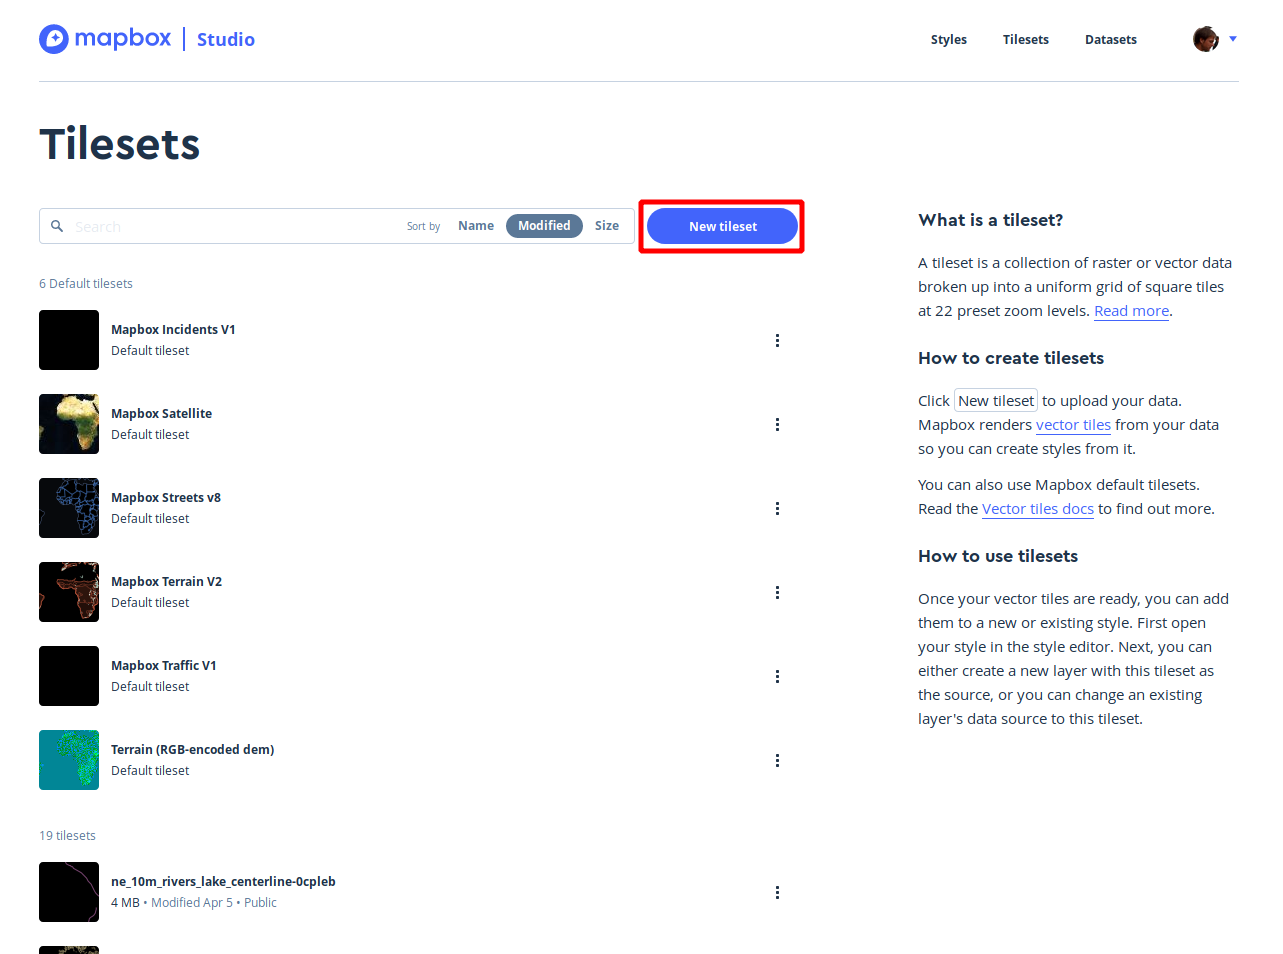 mapbox | Studio
Styles
Tilesets
Datasets
Tilesets
Search
Sort by
Name
Modified
Size
New tileset
6 Default tilesets
Mapbox Incidents V1
Default tileset
Mapbox Satellite
Default tileset
Mapbox Streets v8
Default tileset
Mapbox Terrain V2
Default tileset
Mapbox Traffic V1
Default tileset
Terrain (RGB-encoded dem)
Default tileset
19 tilesets
ne_10m_rivers_lake_centerline-0cpleb
4 MB • Modified Apr 5 • Public
What is a tileset?
A tileset is a collection of raster or vector data
broken up into a uniform grid of square tiles
at 22 preset zoom levels. Read more.
How to create tilesets
Click New tileset to upload your data.
Mapbox renders vector tiles from your data
so you can create styles from it.
You can also use Mapbox default tilesets.
Read the Vector tiles docs to find out more.
How to use tilesets
Once your vector tiles are ready, you can add
them to a new or existing style. First open
your style in the style editor. Next, you can
either create a new layer with this tileset as
the source, or you can change an existing
layer's data source to this tileset.